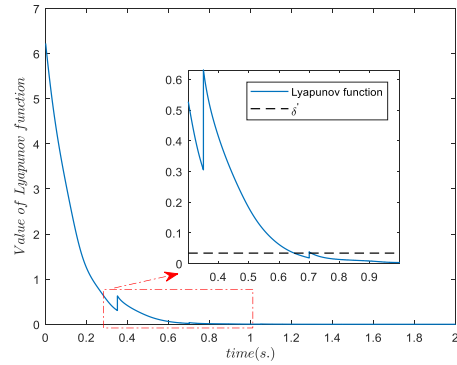 7
6
5
4
3
2
1
0
Value of Lyapunov function
0.6
0.5
0.4
0.3
0.2
0.1
0
Lyapunov function
δ'
0.4 0.5 0.6 0.7 0.8 0.9
0 0.2 0.4 0.6 0.8 1 1.2 1.4 1.6 1.8 2
time(s.)